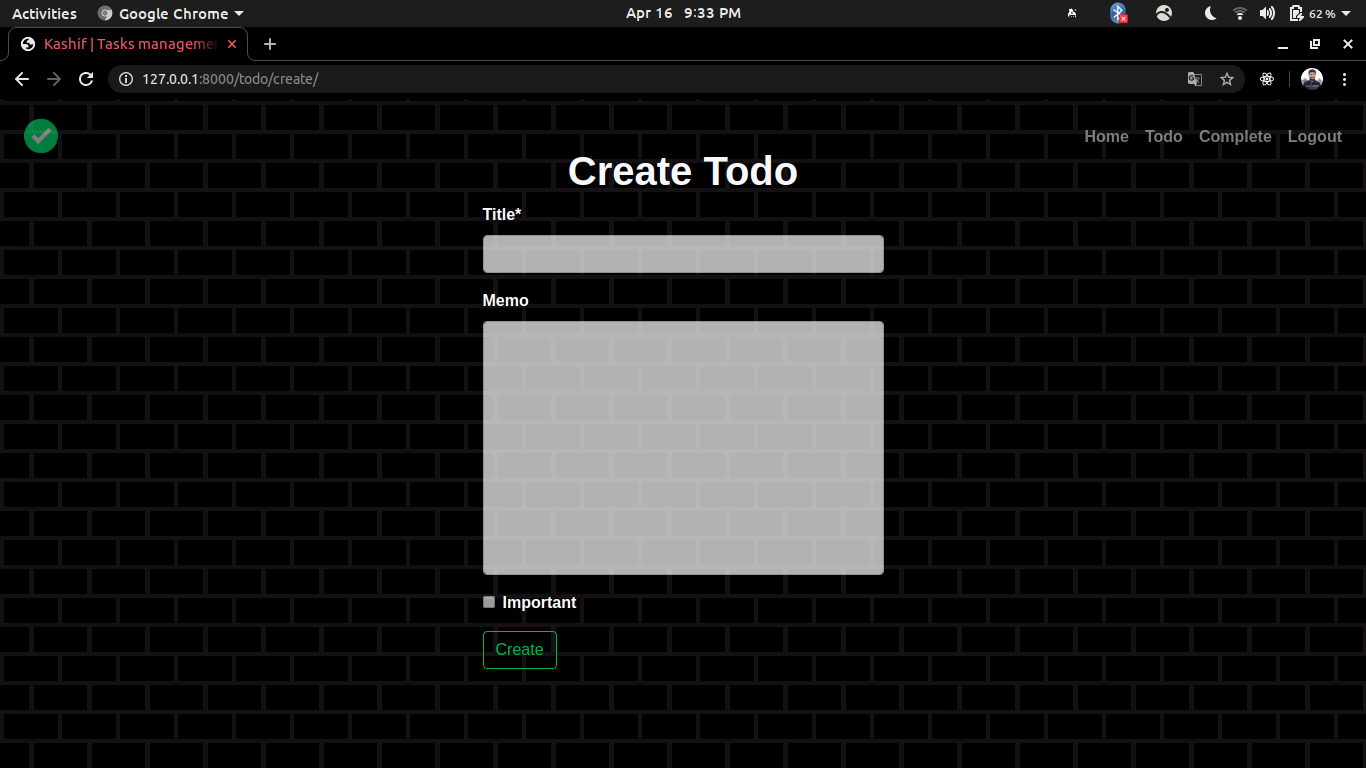 Activities Google Chrome Apr 16 9:33 PM 62 %
Kashif | Tasks manageme
127.0.0.1:8000/todo/create/
Home Todo Complete Logout
Create Todo
Title*
Memo
Important
Create